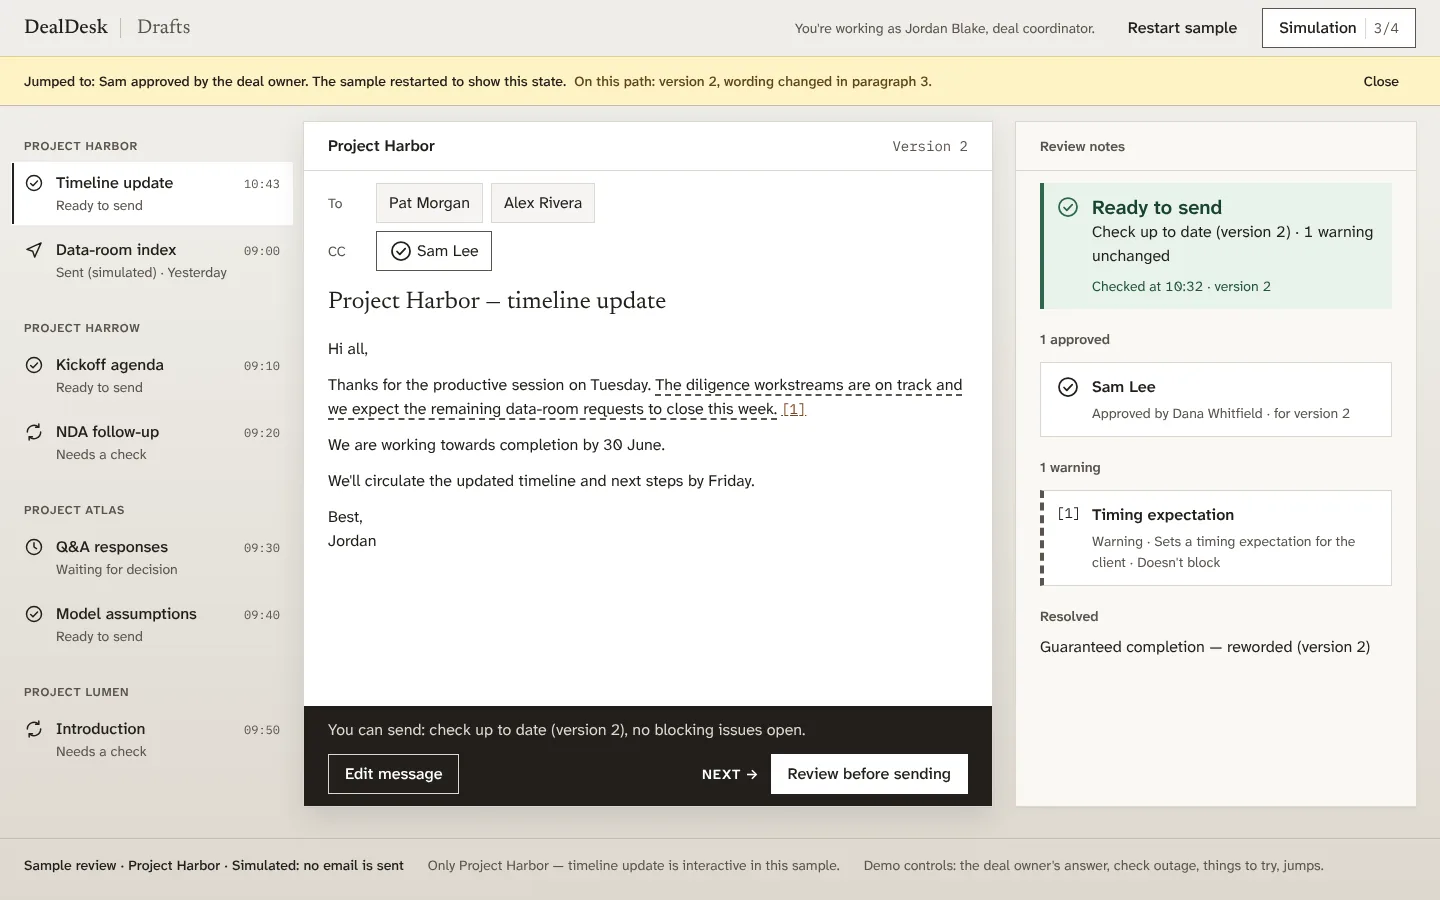 DealDesk
Drafts
You're working as Jordan Blake, deal coordinator.
Restart sample
Simulation 3/4
Jumped to: Sam approved by the deal owner. The sample restarted to show this state. On this path: version 2, wording changed in paragraph 3.
Close
PROJECT HARBOR
Timeline update 10:43
Ready to send
Data-room index 09:00
Sent (simulated) · Yesterday
PROJECT HARROW
Kickoff agenda 09:10
Ready to send
NDA follow-up 09:20
Needs a check
PROJECT ATLAS
Q&A responses 09:30
Waiting for decision
Model assumptions 09:40
Ready to send
PROJECT LUMEN
Introduction 09:50
Needs a check
Project Harbor
Version 2
To Pat Morgan Alex Rivera
CC Sam Lee
Project Harbor – timeline update
Hi all,
Thanks for the productive session on Tuesday. The diligence workstreams are on track and
we expect the remaining data-room requests to close this week. [1]
We are working towards completion by 30 June.
We'll circulate the updated timeline and next steps by Friday.
Best,
Jordan
You can send: check up to date (version 2), no blocking issues open.
Edit message
NEXT →
Review before sending
Review notes
Ready to send
Check up to date (version 2) · 1 warning
unchanged
Checked at 10:32 · version 2
1 approved
Sam Lee
Approved by Dana Whitfield · for version 2
1 warning
[1] Timing expectation
Warning · Sets a timing expectation for the
client · Doesn't block
Resolved
Guaranteed completion — reworded (version 2)
Sample review · Project Harbor · Simulated: no email is sent
Only Project Harbor — timeline update is interactive in this sample.
Demo controls: the deal owner's answer, check outage, things to try, jumps.